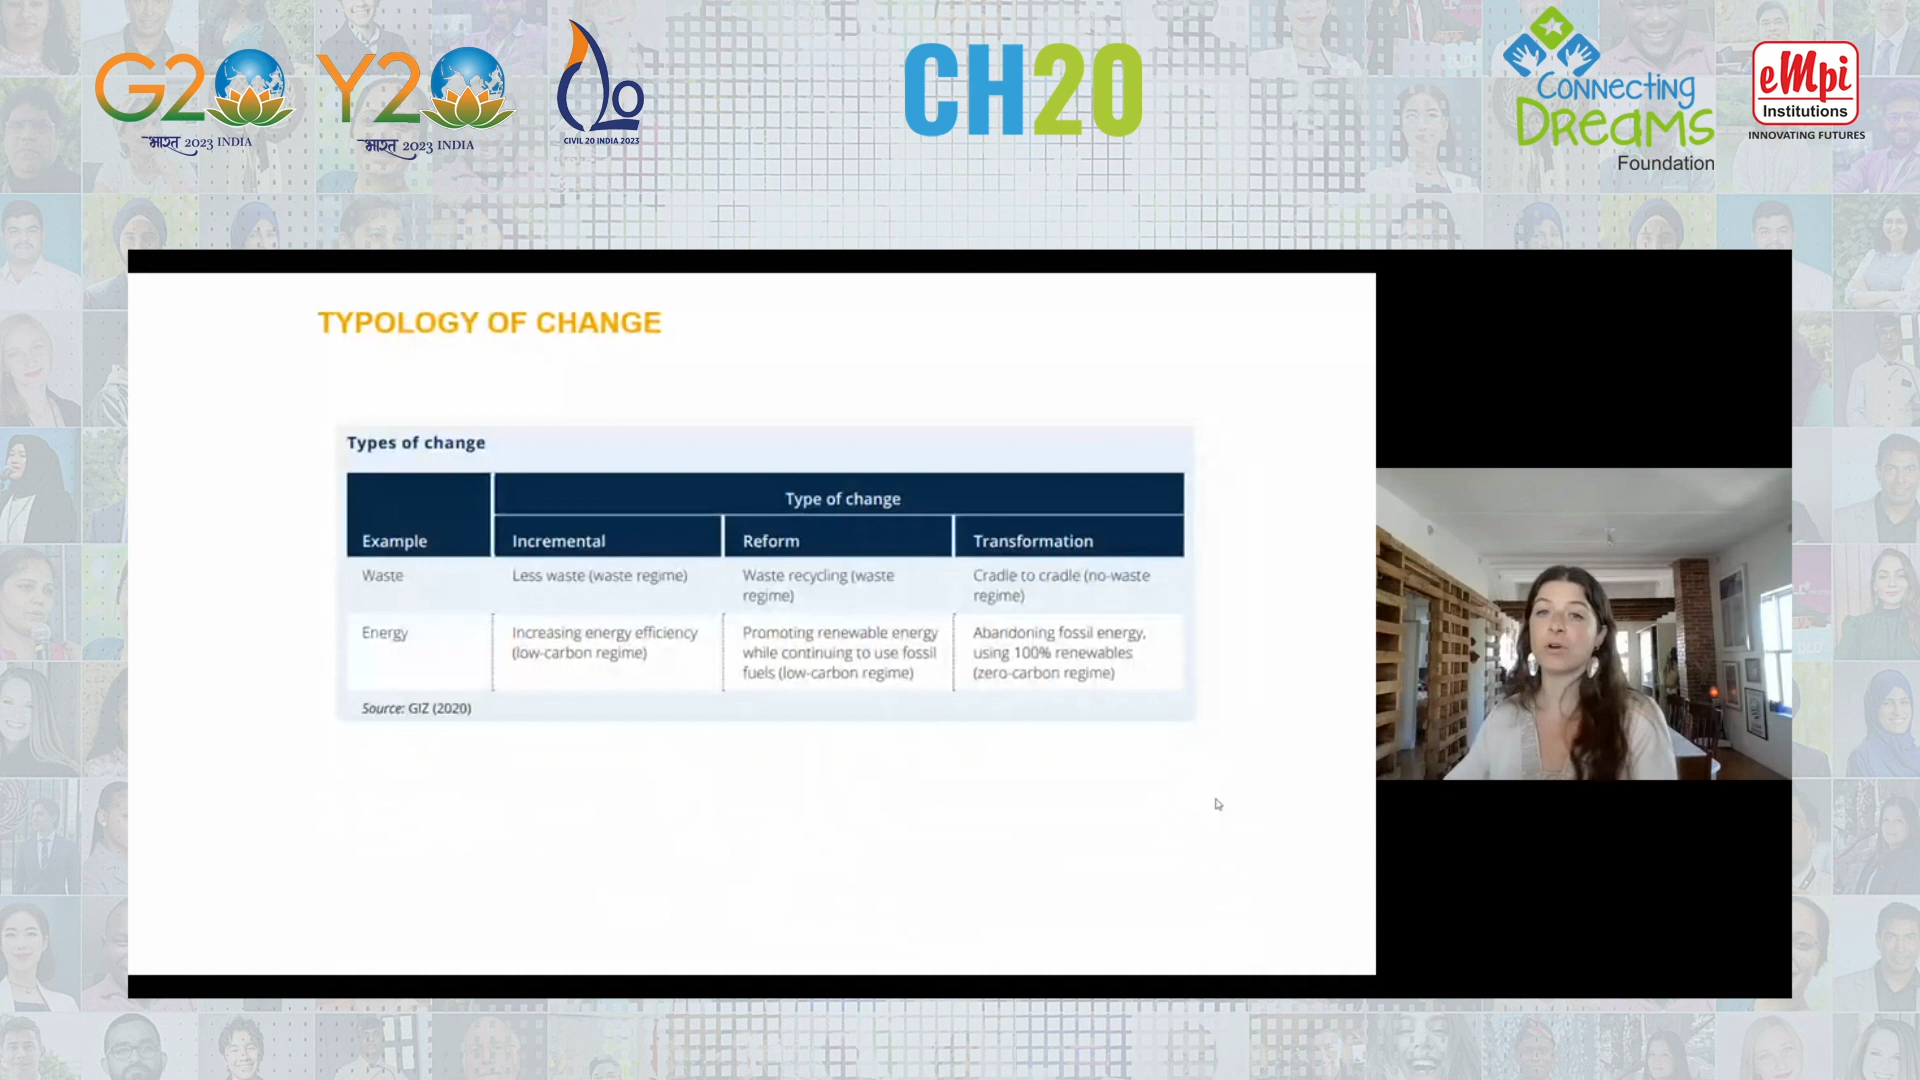 G20
भारत 2023 INDIA
Y20
भारत 2023 INDIA
CIVIL 20 INDIA 2023
CH20
Connecting
Dreams
Foundation
eMpi
Institutions
INNOVATING FUTURES
TYPOLOGY OF CHANGE
Types of change
Type of change
Example
Incremental
Reform
Transformation
Waste
Less waste (waste regime)
Waste recycling (waste
regime)
Cradle to cradle (no-waste
regime)
Energy
Increasing energy efficiency
(low-carbon regime)
Promoting renewable energy
while continuing to use fossil
fuels (low-carbon regime)
Abandoning fossil energy,
using 100% renewables
(zero-carbon regime)
Source: GIZ (2020)